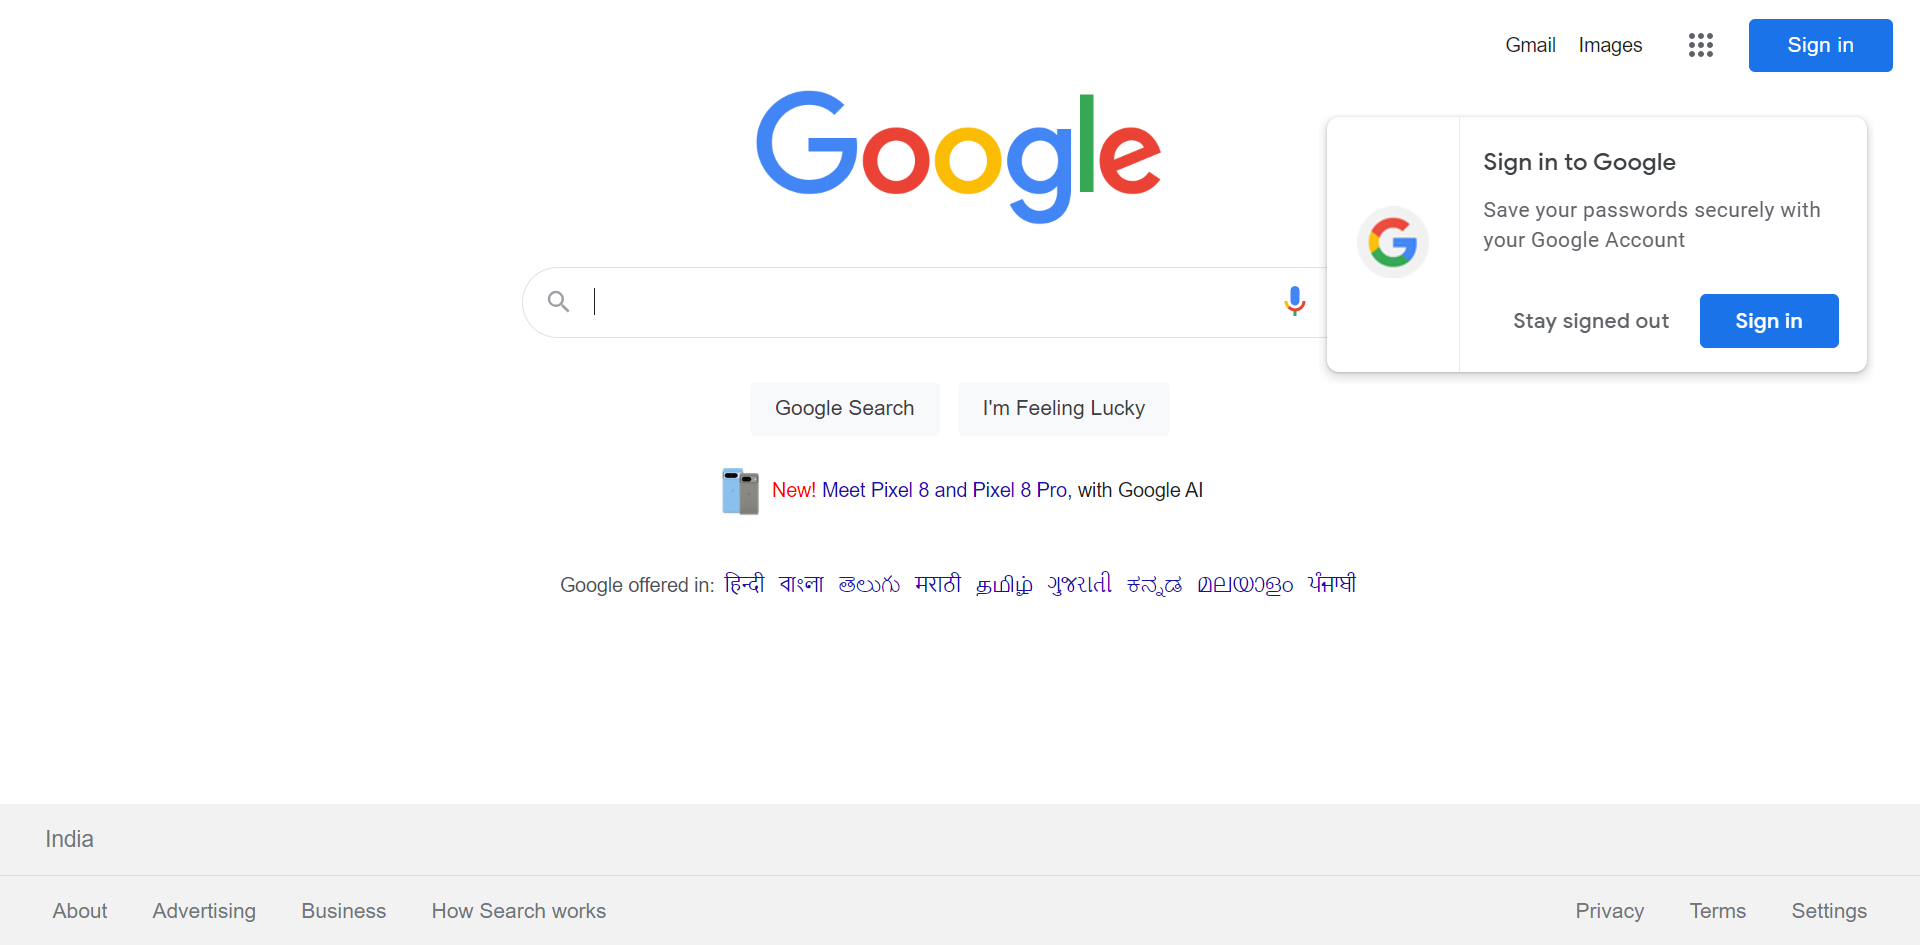 Gmail Images Sign in
Google
Sign in to Google
Save your passwords securely with
your Google Account
Stay signed out Sign in
Google Search I'm Feeling Lucky
New! Meet Pixel 8 and Pixel 8 Pro, with Google AI
Google offered in: हिन्दी বাংলা తెలుగు मराठी தமிழ் ગુજરાતી ಕನ್ನಡ മലയാളം ਪੰਜਾਬੀ
India
About Advertising Business How Search works Privacy Terms Settings